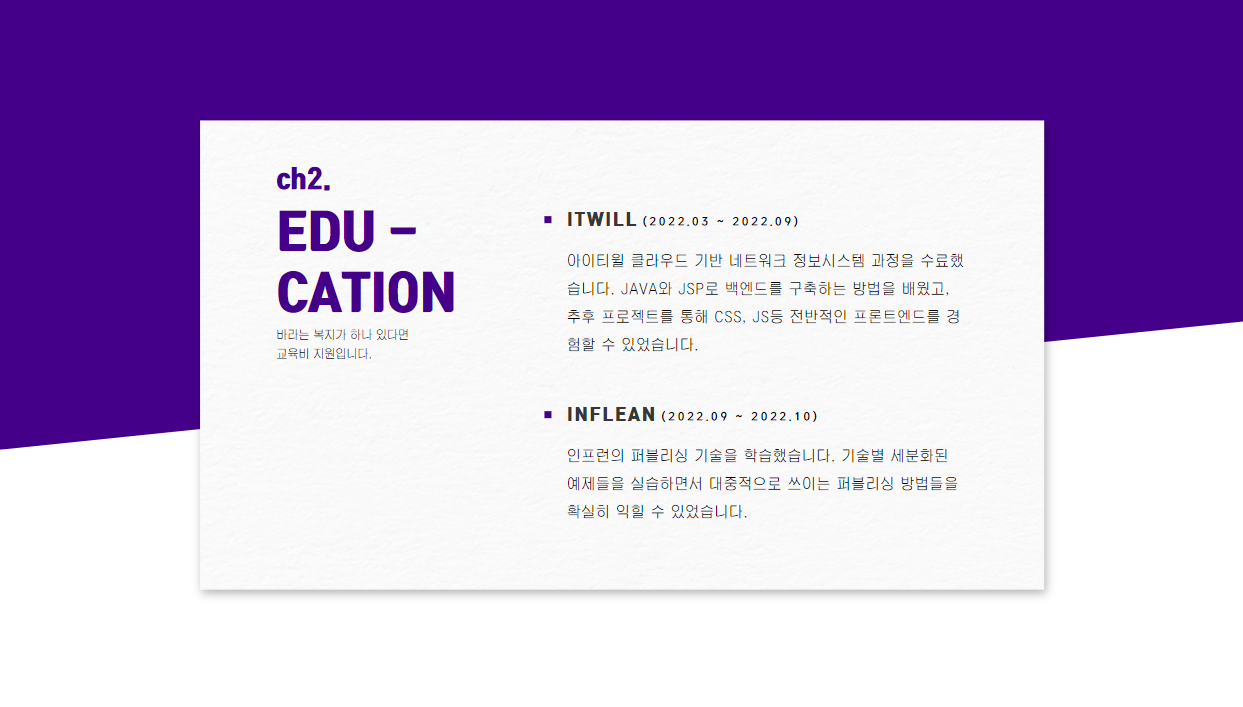 ch2.
EDU –
CATION
바라는 복지가 하나 있다면
교육비 지원입니다.
ITWILL (2022.03 ~ 2022.09)
아이티윌 클라우드 기반 네트워크 정보시스템 과정을 수료했
습니다. JAVA와 JSP로 백엔드를 구축하는 방법을 배웠고,
추후 프로젝트를 통해 CSS, JS등 전반적인 프론트엔드를 경
험할 수 있었습니다.
INFLEAN (2022.09 ~ 2022.10)
인프런의 퍼블리싱 기술을 학습했습니다. 기술별 세분화된
예제들을 실습하면서 대중적으로 쓰이는 퍼블리싱 방법들을
확실히 익힐 수 있었습니다.